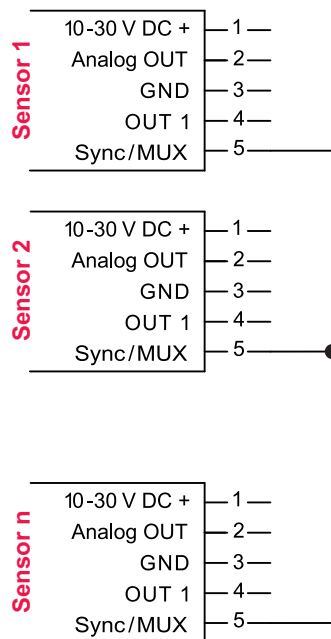 Sensor 1
10-30 V DC + 1
Analog OUT 2
GND 3
OUT 1 4
Sync/MUX 5
Sensor 2
10-30 V DC + 1
Analog OUT 2
GND 3
OUT 1 4
Sync/MUX 5
Sensor n
10-30 V DC + 1
Analog OUT 2
GND 3
OUT 1 4
Sync/MUX 5